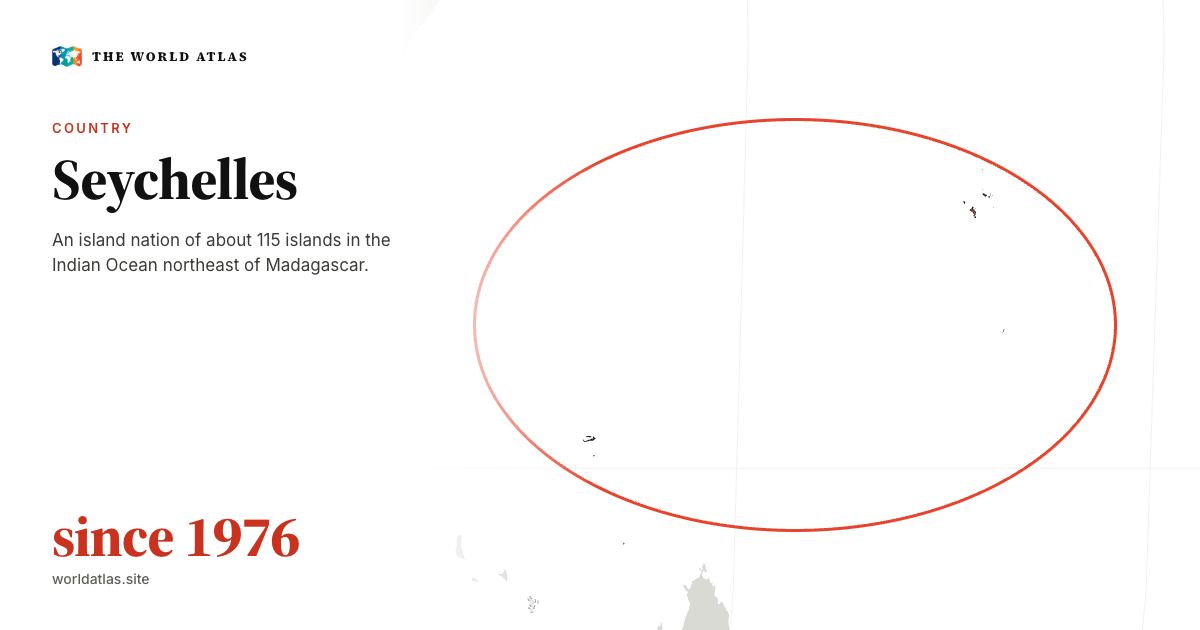 THE WORLD ATLAS
COUNTRY
Seychelles
An island nation of about 115 islands in the
Indian Ocean northeast of Madagascar.
since 1976
worldatlas.site